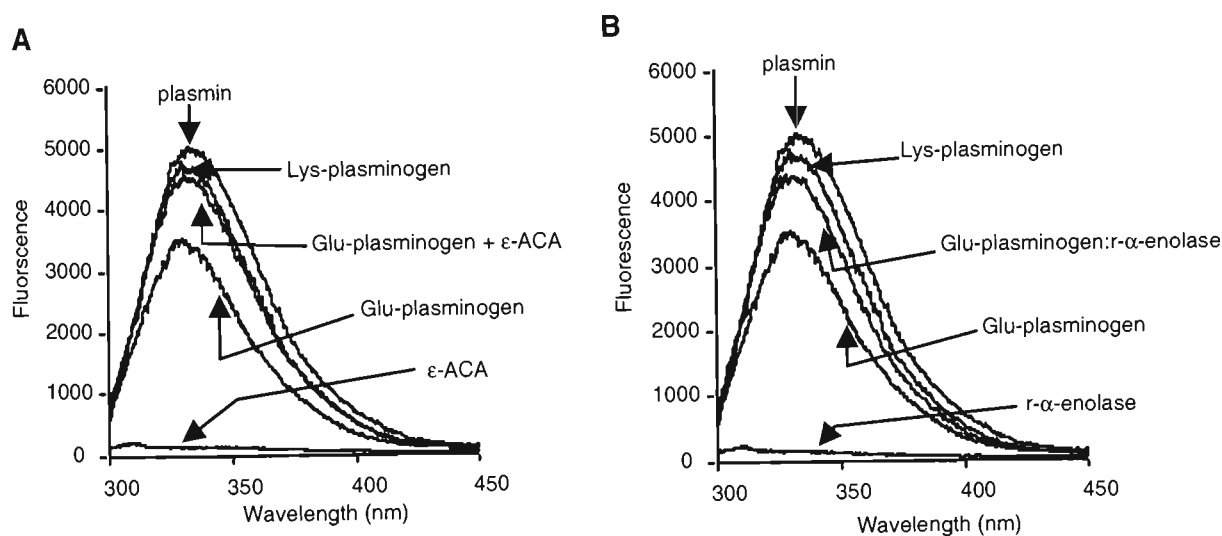 A
6000
5000
4000
3000
2000
1000
0
Fluorscence
plasmin
Lys-plasminogen
Glu-plasminogen + ε-ACA
Glu-plasminogen
ε-ACA
300
350
400
450
Wavelength (nm)
B
6000
5000
4000
3000
2000
1000
0
Fluorescence
plasmin
Lys-plasminogen
Glu-plasminogen:r-α-enolase
Glu-plasminogen
r-α-enolase
300
350
400
450
Wavelength (nm)